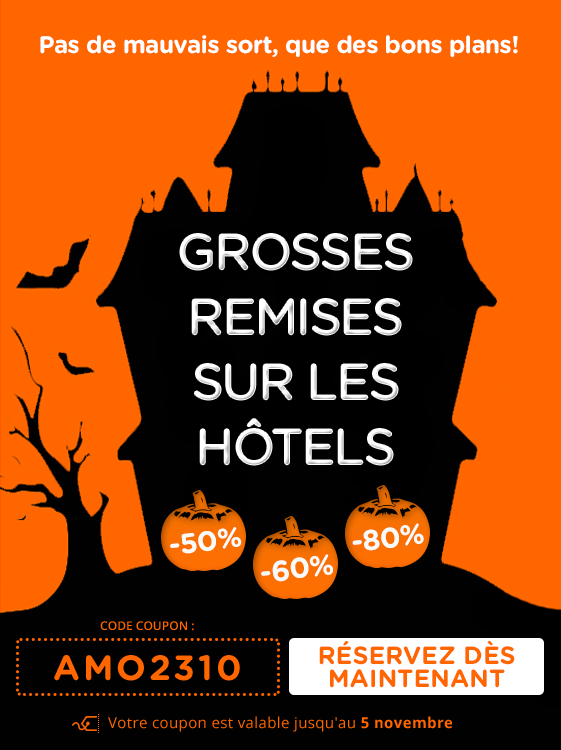 Pas de mauvais sort, que des bons plans!
GROSSES
REMISES
SUR LES
HÔTELS
-50%
-60%
-80%
CODE COUPON :
AMO2310
RÉSERVEZ DÈS
MAINTENANT
Votre coupon est valable jusqu'au 5 novembre